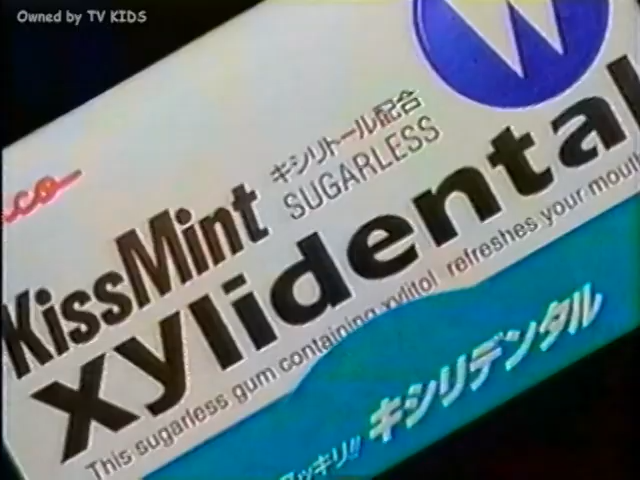 Owned by TV KIDS
W
キシリトール配合
SUGARLESS
KissMint
xylidental
This sugarless gum containing xylitol refreshes your
キシリデンタル